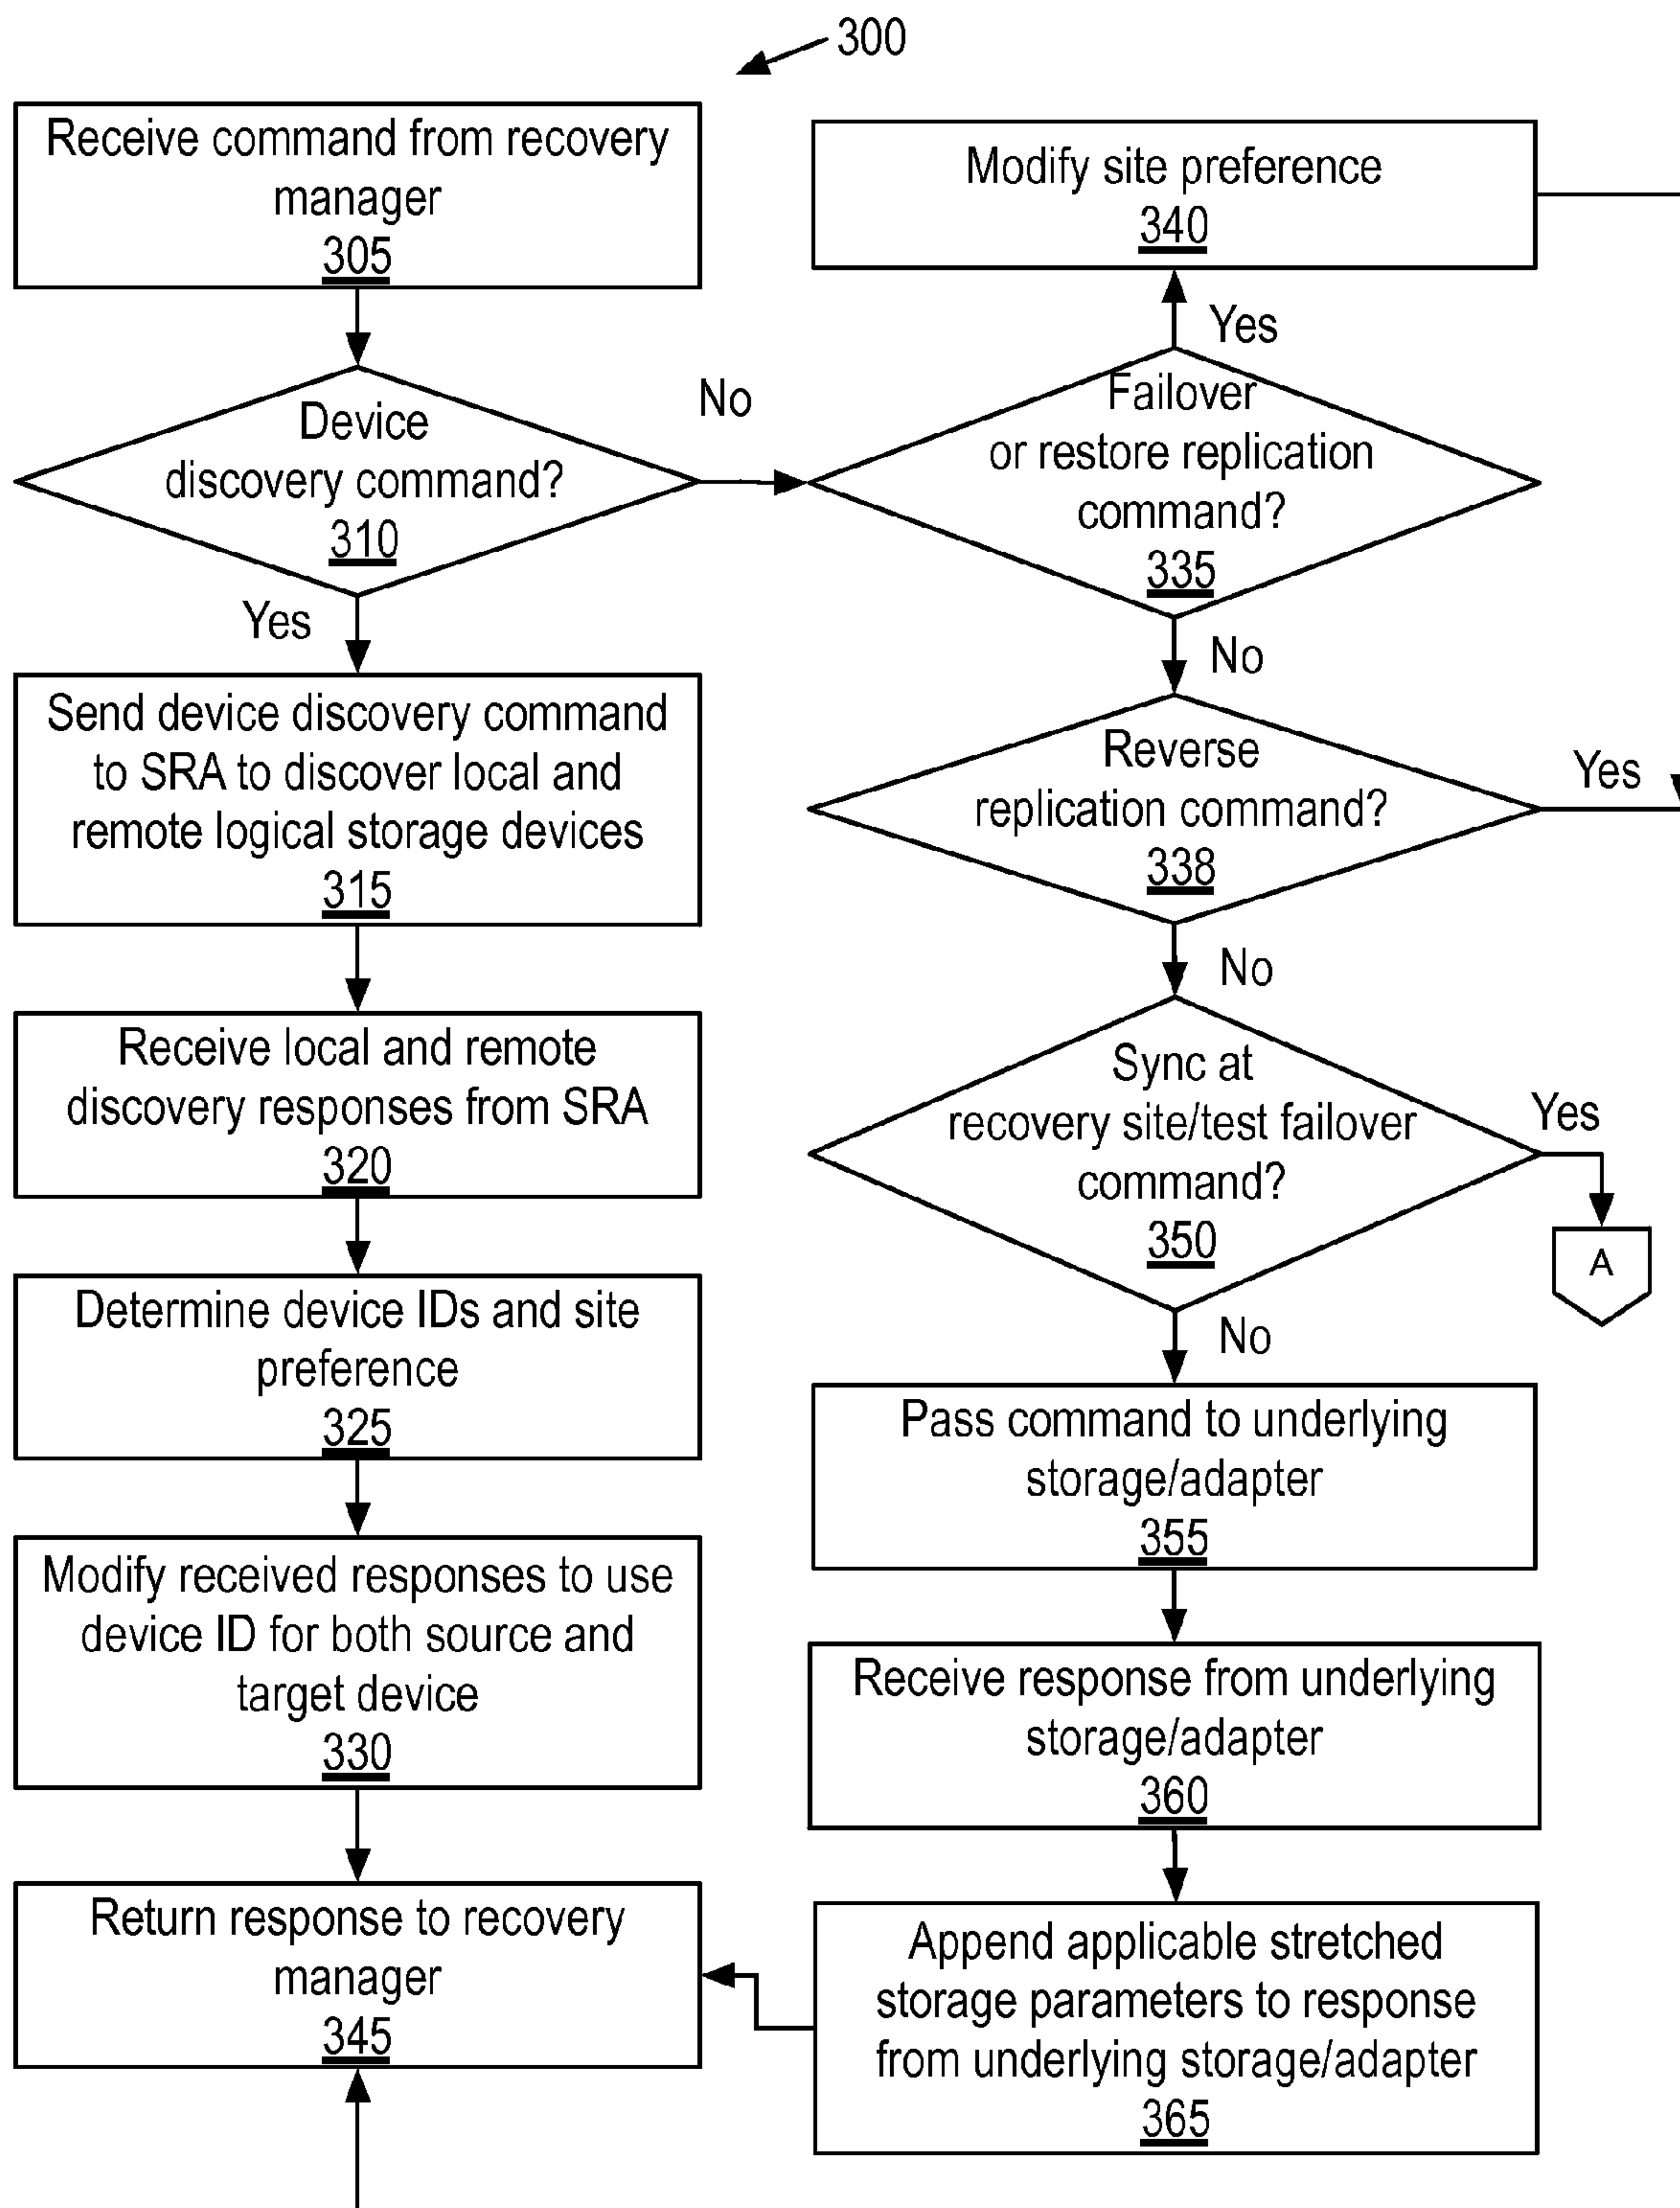 300
Receive command from recovery
manager
305
Device
discovery command?
310
No
Yes
Send device discovery command
to SRA to discover local and
remote logical storage devices
315
Receive local and remote
discovery responses from SRA
320
Determine device IDs and site
preference
325
Modify received responses to use
device ID for both source and
target device
330
Return response to recovery
manager
345
Modify site preference
340
Yes
Failover
or restore replication
command?
335
No
Reverse
replication command?
338
Yes
No
Sync at
recovery site/test failover
command?
350
Yes
A
No
Pass command to underlying
storage/adapter
355
Receive response from underlying
storage/adapter
360
Append applicable stretched
storage parameters to response
from underlying storage/adapter
365